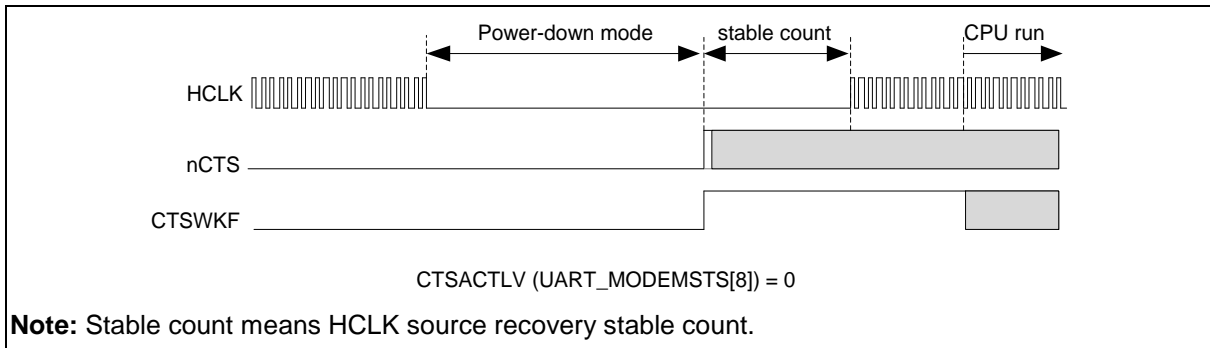 Power-down mode stable count CPU run
HCLK
nCTS
CTSWKF
CTSACTLV (UART_MODEMSTS[8]) = 0
Note: Stable count means HCLK source recovery stable count.